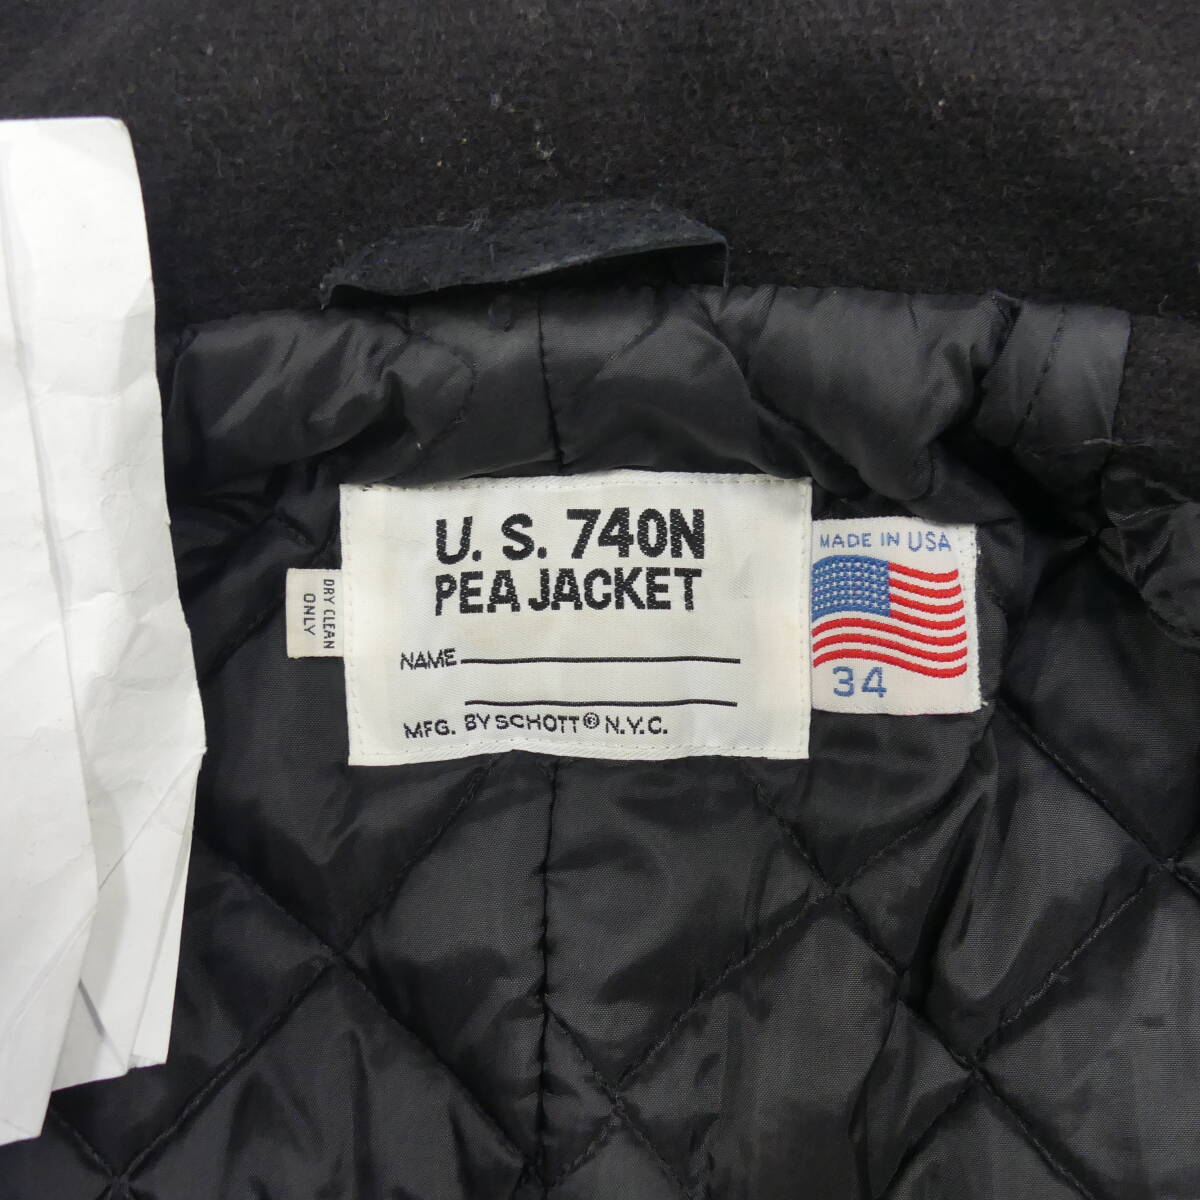 U. S. 740N
PEA JACKET
NAME
MFG. BY SCHOTT® N.Y.C.
DRY CLEAN
ONLY
MADE IN USA
34